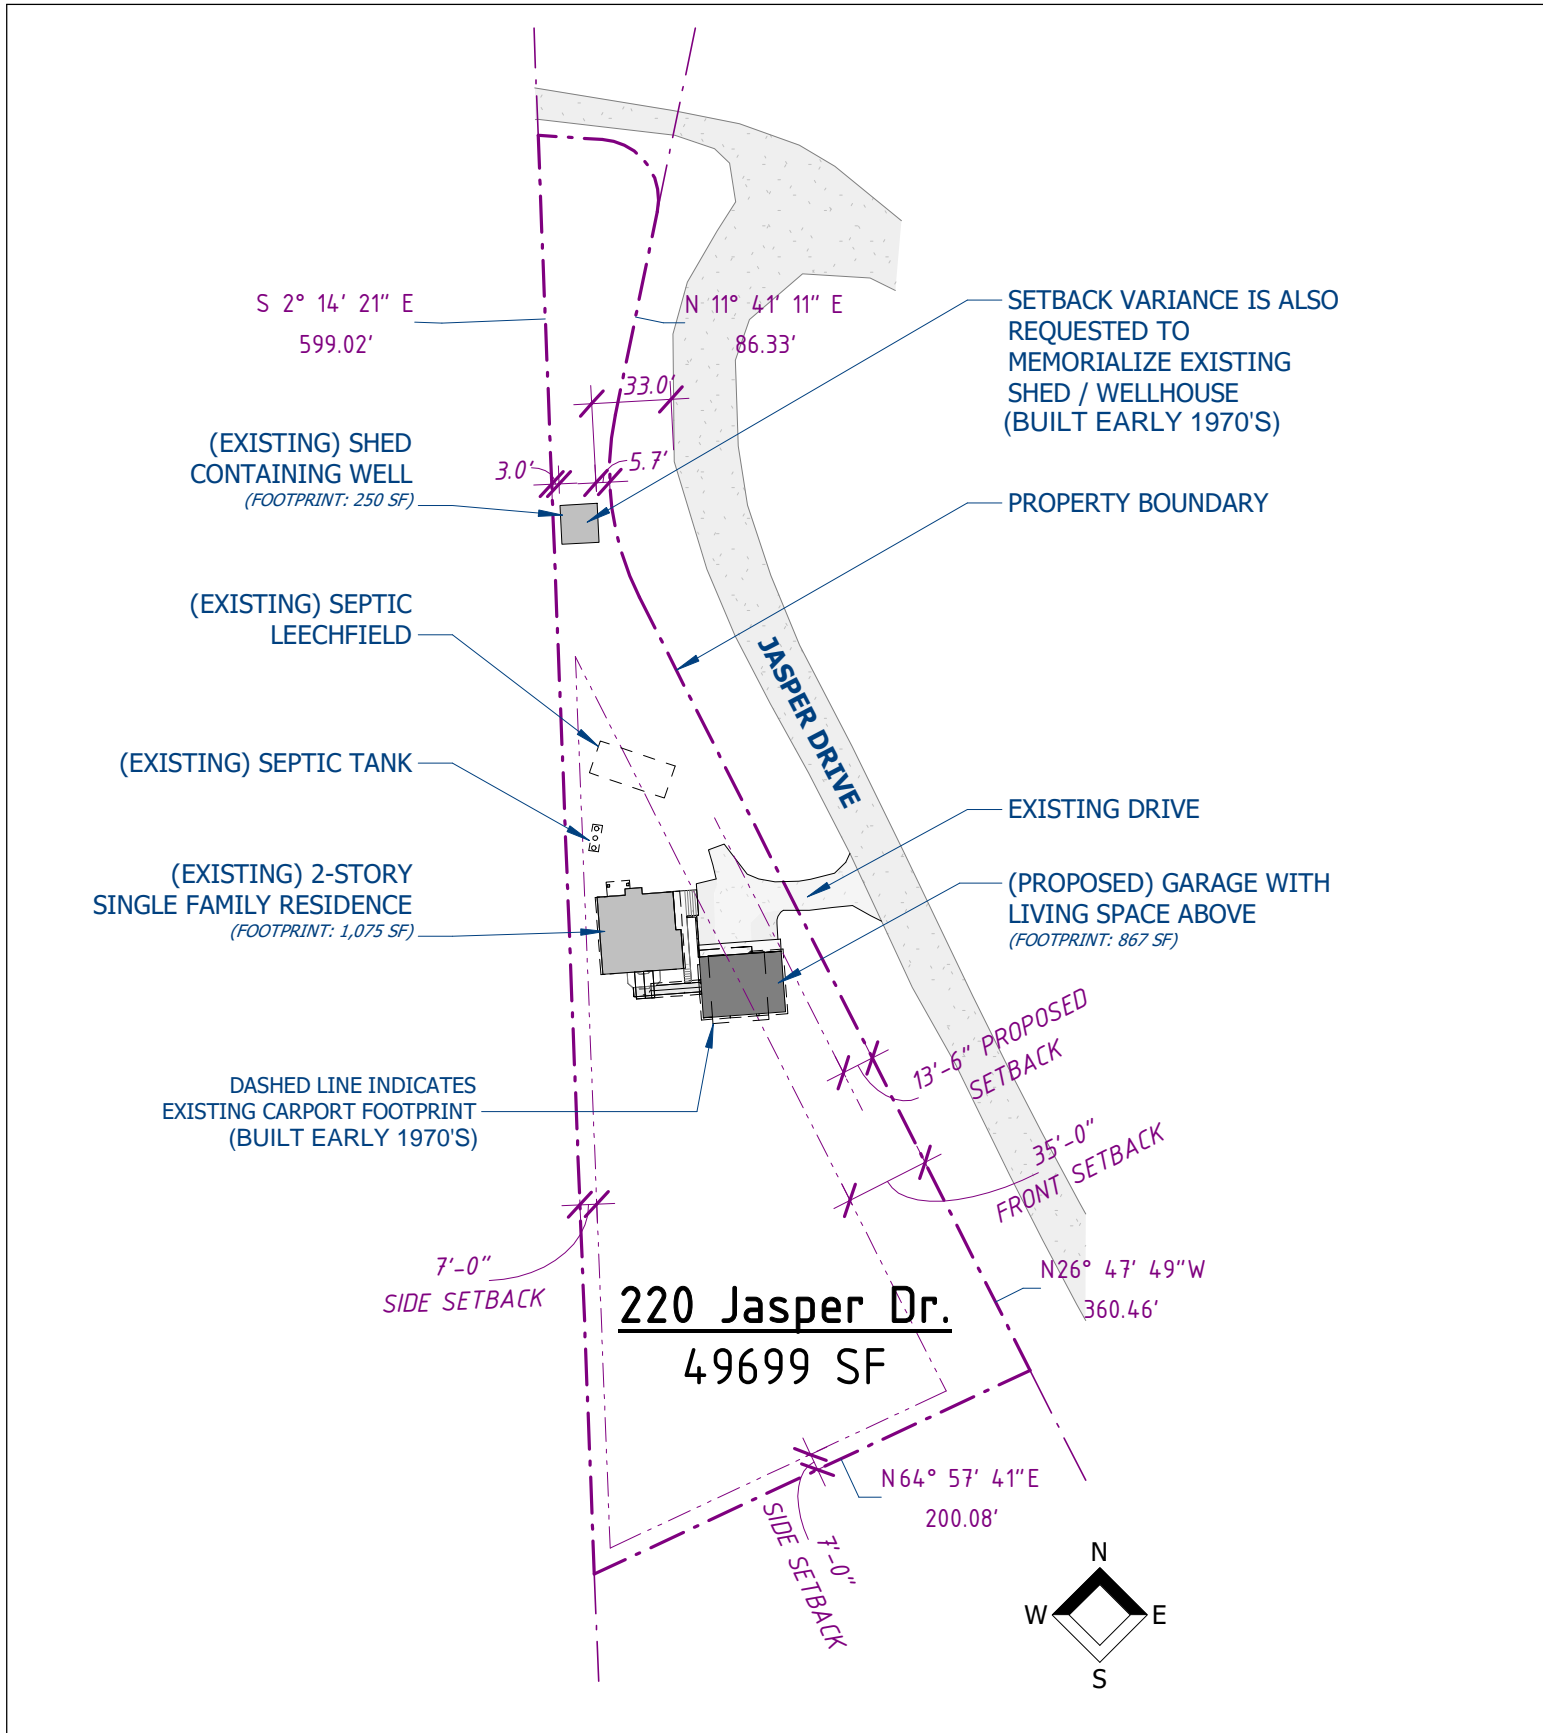 S 2° 14' 21" E
599.02'
N 11° 41' 11" E
86.33'
SETBACK VARIANCE IS ALSO
REQUESTED TO
MEMORIALIZE EXISTING
SHED / WELLHOUSE
(BUILT EARLY 1970'S)
33.0'
(EXISTING) SHED
CONTAINING WELL
(FOOTPRINT: 250 SF)
3.0'
5.7'
PROPERTY BOUNDARY
(EXISTING) SEPTIC
LEECHFIELD
JASPER DRIVE
(EXISTING) SEPTIC TANK
EXISTING DRIVE
(EXISTING) 2-STORY
SINGLE FAMILY RESIDENCE
(FOOTPRINT: 1,075 SF)
(PROPOSED) GARAGE WITH
LIVING SPACE ABOVE
(FOOTPRINT: 867 SF)
13'-6" PROPOSED
SETBACK
DASHED LINE INDICATES
EXISTING CARPORT FOOTPRINT
(BUILT EARLY 1970'S)
35'-0"
FRONT SETBACK
7'-0"
SIDE SETBACK
N26° 47' 49"W
360.46'
220 Jasper Dr.
49699 SF
N64° 57' 41"E
200.08'
7'-0"
SIDE SETBACK
N
W
E
S